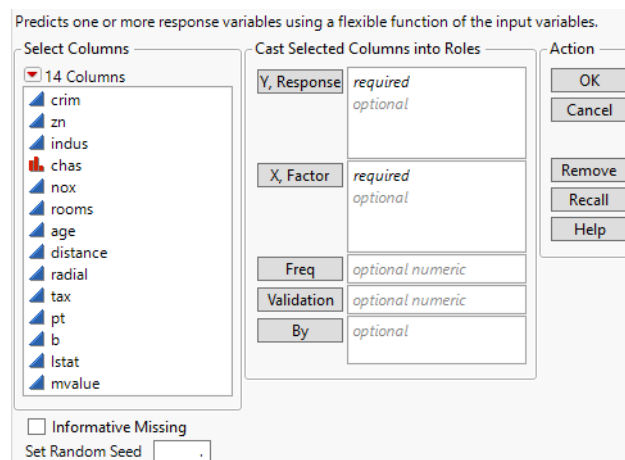 Predicts one or more response variables using a flexible function of the input variables.
Select Columns
14 Columns
crim
zn
indus
chas
nox
rooms
age
distance
radial
tax
pt
b
lstat
mvalue
Cast Selected Columns into Roles
Y, Response required
optional
X, Factor required
optional
Freq optional numeric
Validation optional numeric
By optional
Action
OK
Cancel
Remove
Recall
Help
Informative Missing
Set Random Seed .